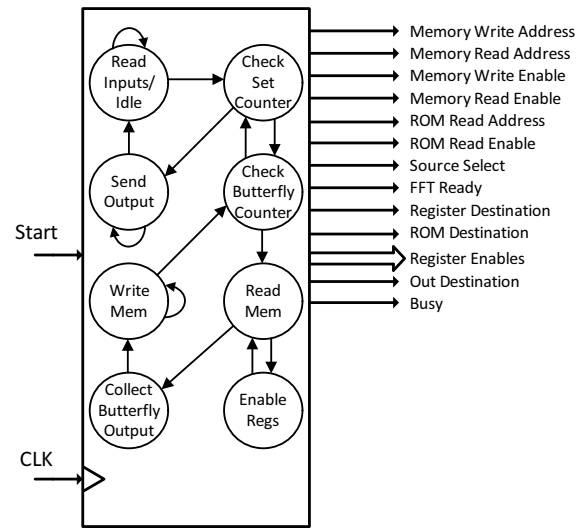 Read
Inputs/
Idle
Check
Set
Counter
Send
Output
Check
Butterfly
Counter
Write
Mem
Read
Mem
Collect
Butterfly
Output
Enable
Regs
Start
CLK
Memory Write Address
Memory Read Address
Memory Write Enable
Memory Read Enable
ROM Read Address
ROM Read Enable
Source Select
FFT Ready
Register Destination
ROM Destination
Register Enables
Out Destination
Busy